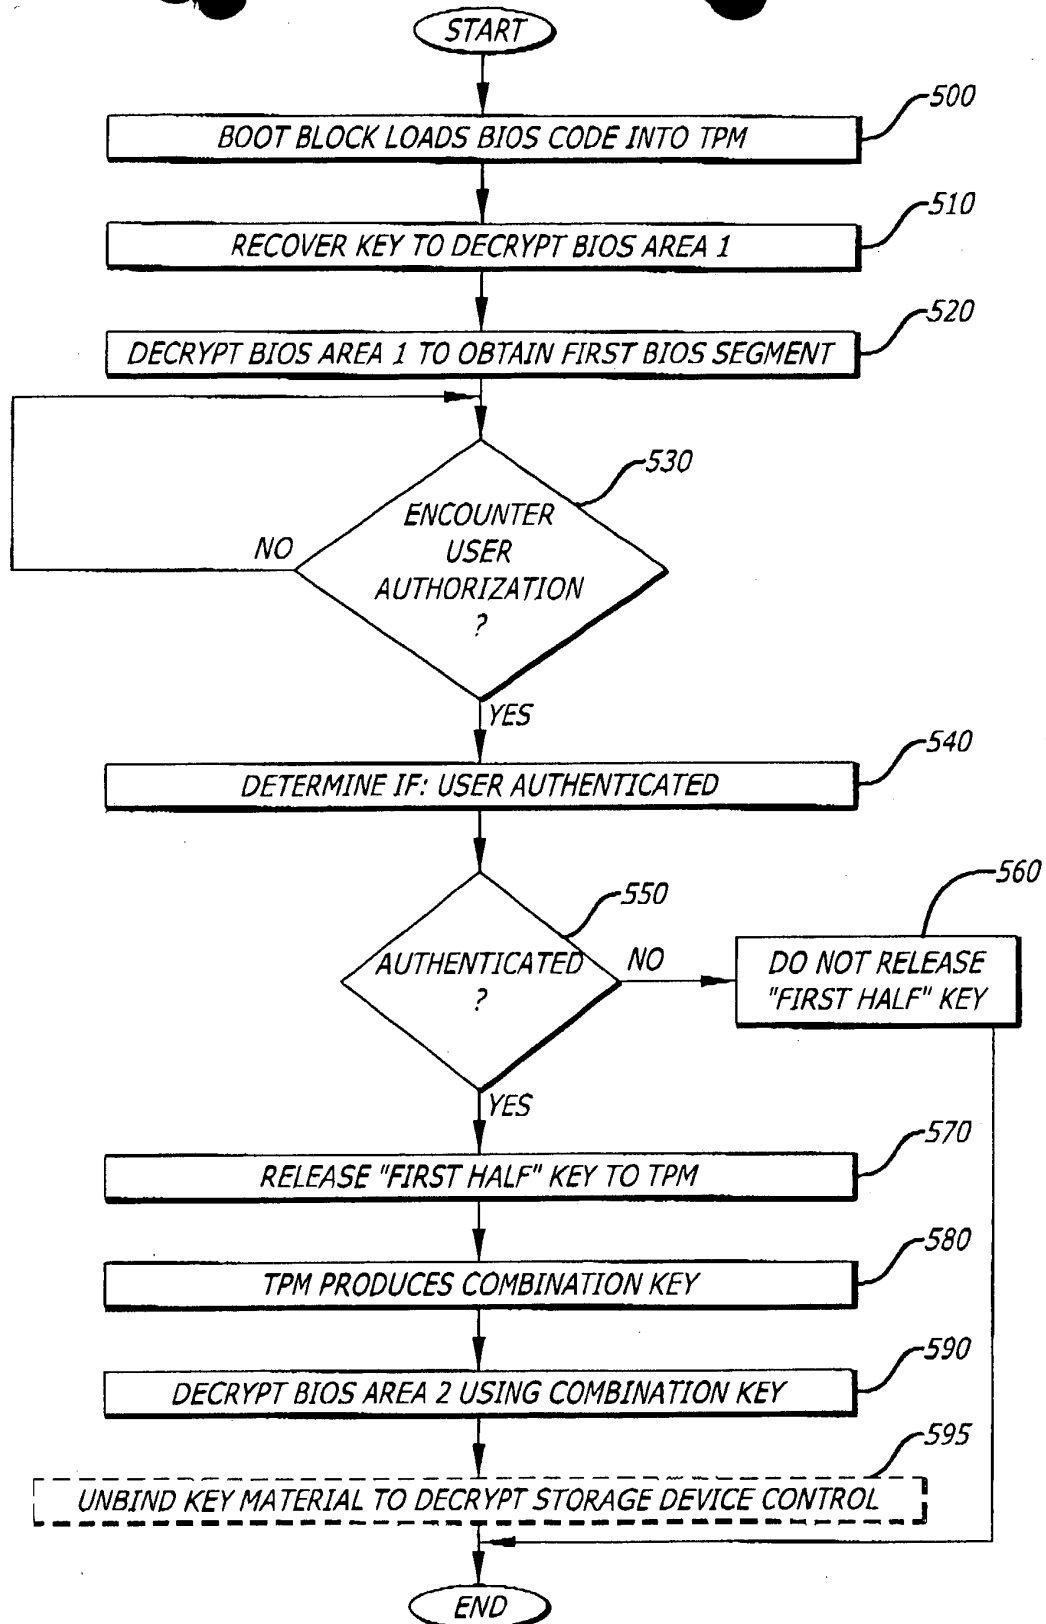 START
500
BOOT BLOCK LOADS BIOS CODE INTO TPM
510
RECOVER KEY TO DECRYPT BIOS AREA 1
520
DECRYPT BIOS AREA 1 TO OBTAIN FIRST BIOS SEGMENT
530
ENCOUNTER
USER
AUTHORIZATION
?
NO
YES
540
DETERMINE IF: USER AUTHENTICATED
550
AUTHENTICATED
?
NO
560
DO NOT RELEASE
"FIRST HALF" KEY
YES
570
RELEASE "FIRST HALF" KEY TO TPM
580
TPM PRODUCES COMBINATION KEY
590
DECRYPT BIOS AREA 2 USING COMBINATION KEY
595
UNBIND KEY MATERIAL TO DECRYPT STORAGE DEVICE CONTROL
END